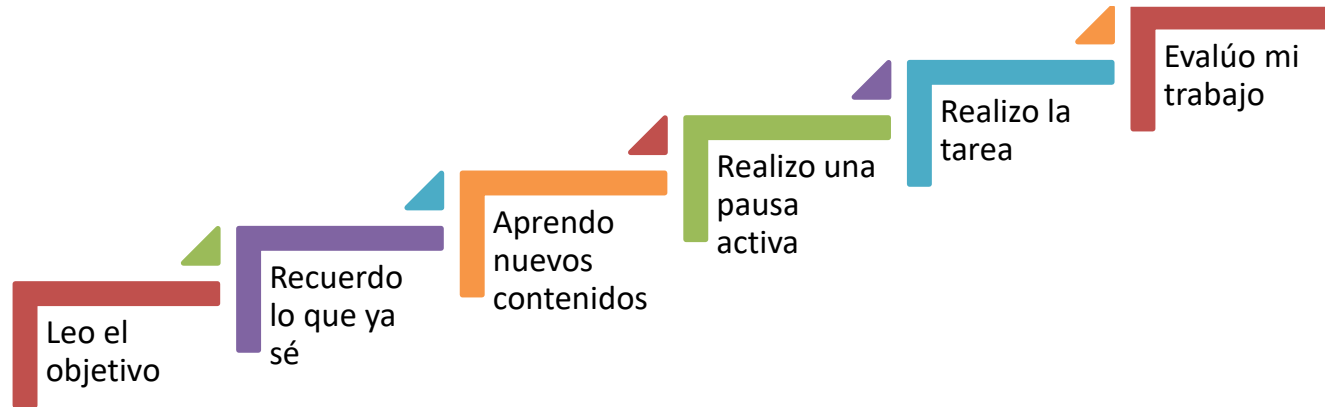 Leo el
objetivo
Recuerdo
lo que ya
sé
Aprendo
nuevos
contenidos
Realizo una
pausa
activa
Realizo la
tarea
Evalúo mi
trabajo